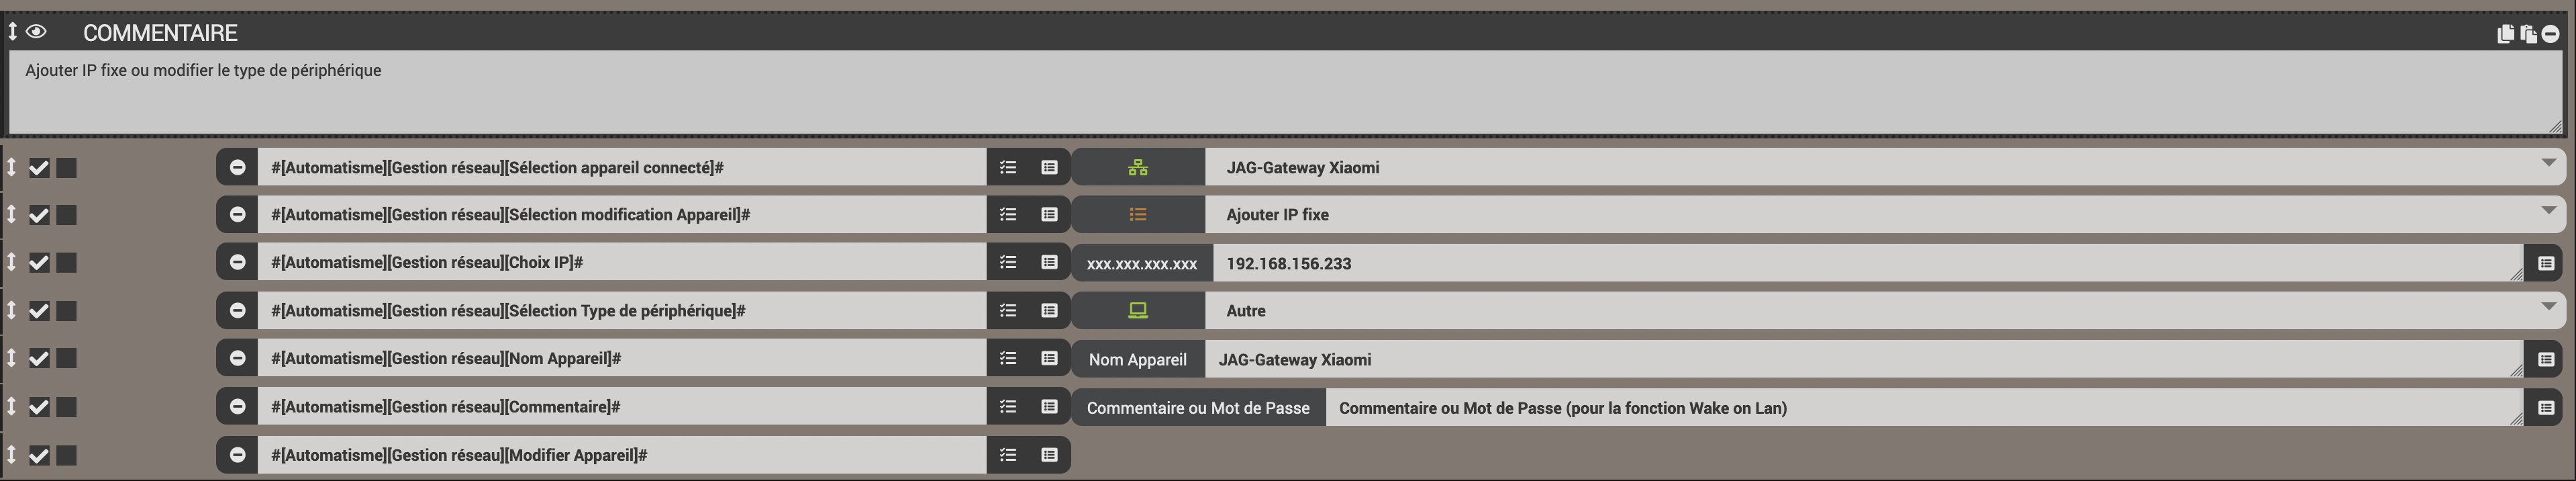 COMMENTAIRE
Ajouter IP fixe ou modifier le type de périphérique
#[Automatisme][Gestion réseau][Sélection appareil connecté]# JAG-Gateway Xiaomi
#[Automatisme][Gestion réseau][Sélection modification Appareil]# Ajouter IP fixe
#[Automatisme][Gestion réseau][Choix IP]# xxx.xxx.xxx.xxx 192.168.156.233
#[Automatisme][Gestion réseau][Sélection Type de périphérique]# Autre
#[Automatisme][Gestion réseau][Nom Appareil]# Nom Appareil JAG-Gateway Xiaomi
#[Automatisme][Gestion réseau][Commentaire]# Commentaire ou Mot de Passe Commentaire ou Mot de Passe (pour la fonction Wake on Lan)
#[Automatisme][Gestion réseau][Modifier Appareil]#